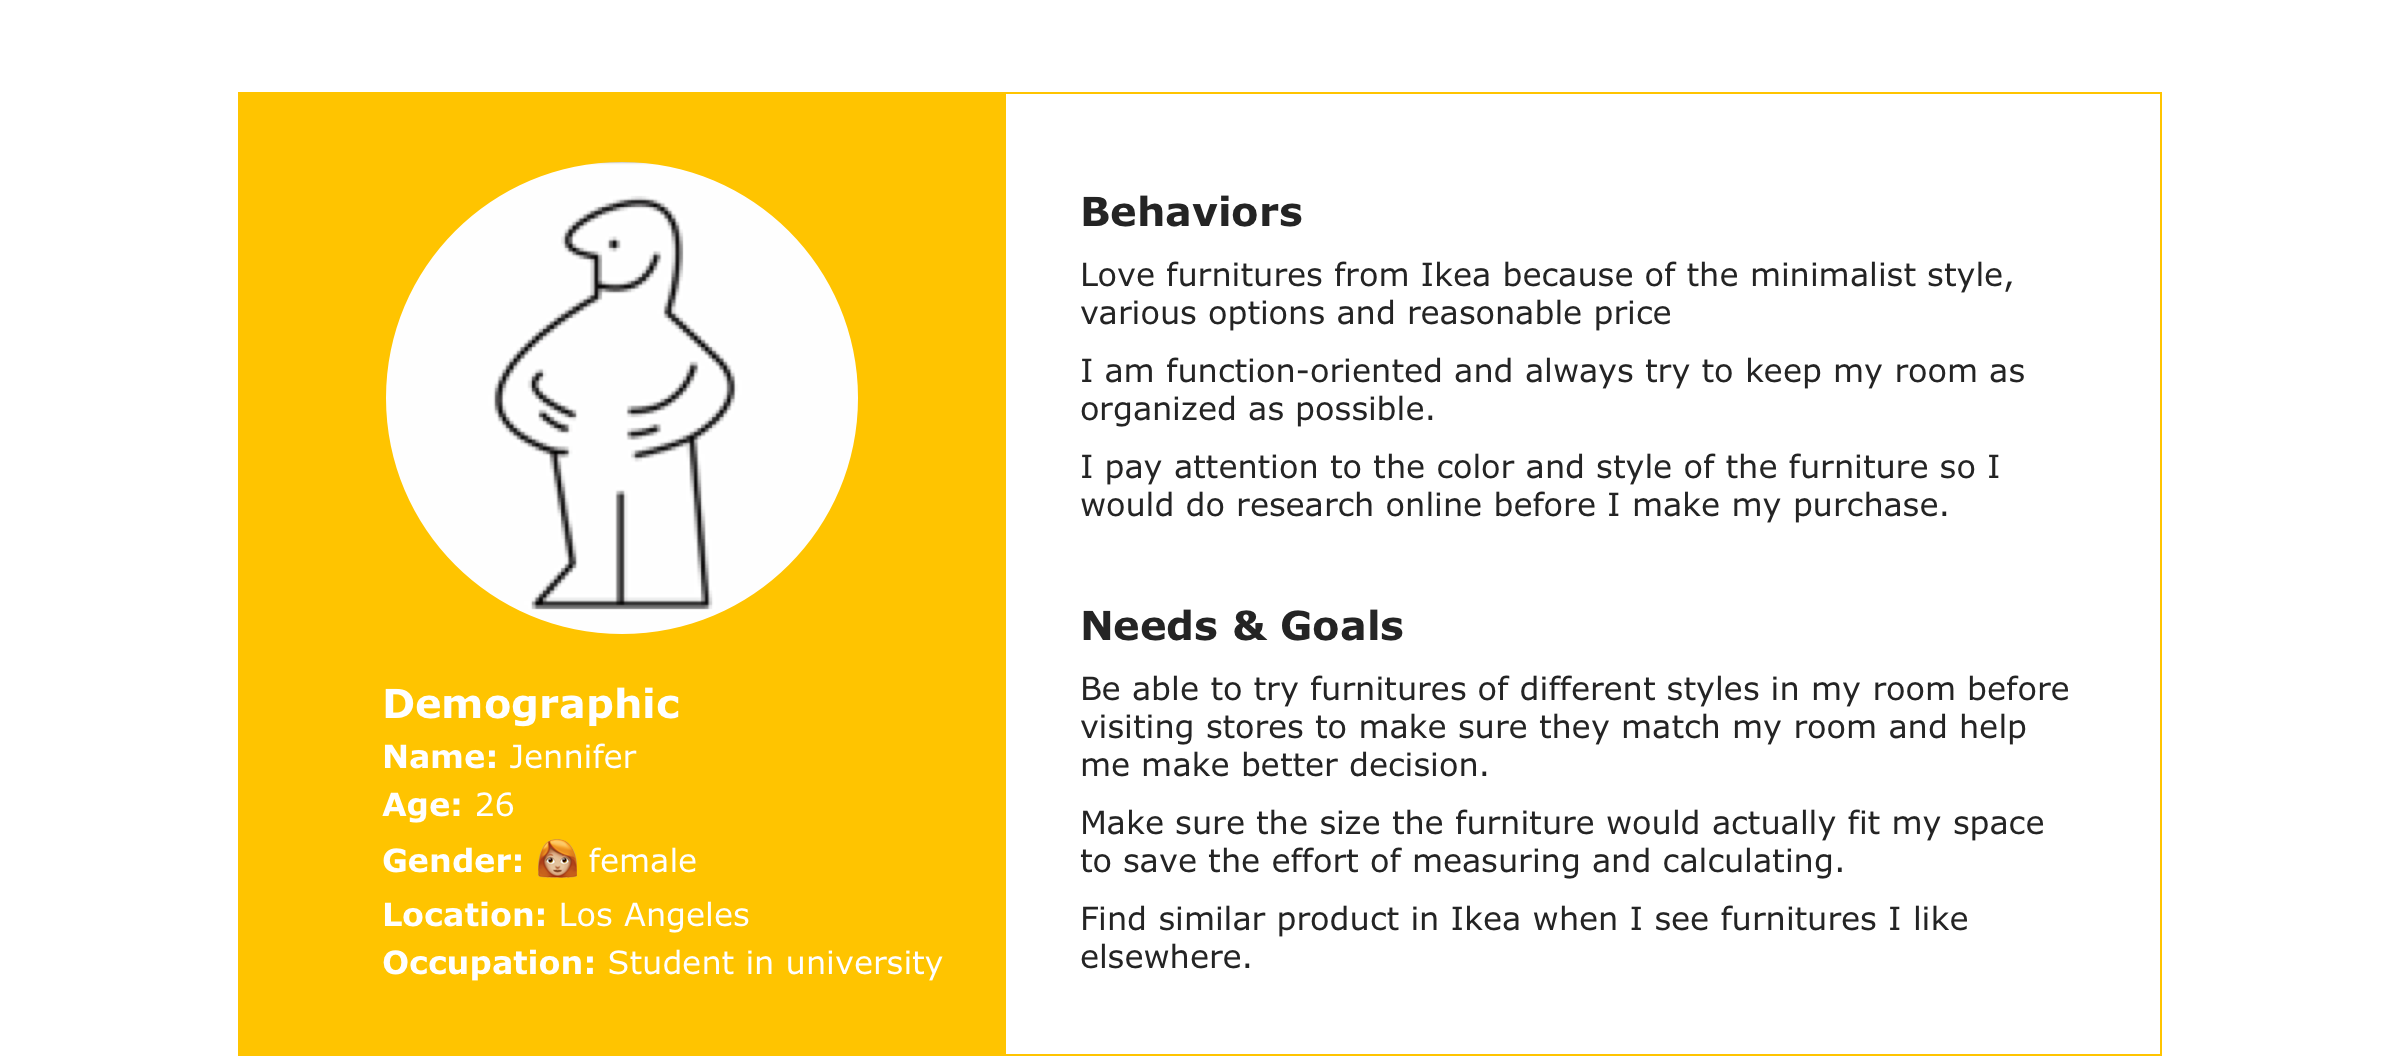 Demographic
Name: Jennifer
Age: 26
Gender: 👩🏼‍🦰 female
Location: Los Angeles
Occupation: Student in university
Behaviors
Love furnitures from Ikea because of the minimalist style,
various options and reasonable price
I am function-oriented and always try to keep my room as
organized as possible.
I pay attention to the color and style of the furniture so I
would do research online before I make my purchase.
Needs & Goals
Be able to try furnitures of different styles in my room before
visiting stores to make sure they match my room and help
me make better decision.
Make sure the size the furniture would actually fit my space
to save the effort of measuring and calculating.
Find similar product in Ikea when I see furnitures I like
elsewhere.